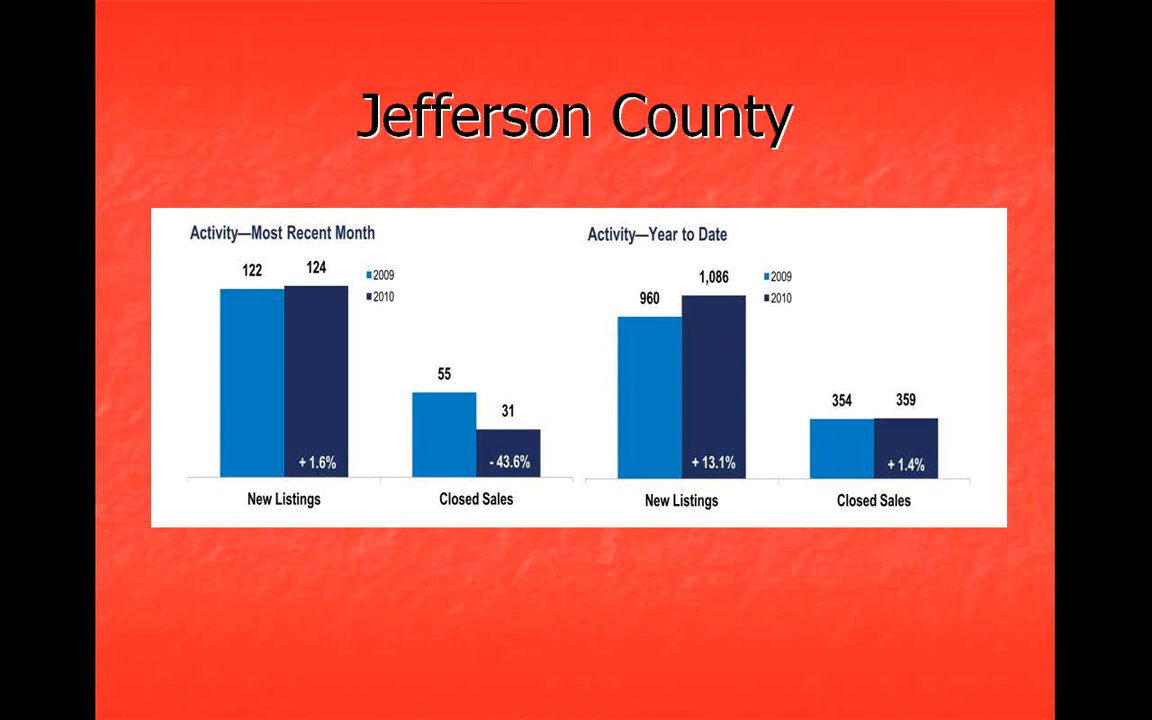 Jefferson County
Activity—Most Recent Month
122
124
2009
2010
55
31
+ 1.6%
- 43.6%
New Listings
Closed Sales
Activity—Year to Date
960
1,086
2009
2010
354
359
+ 13.1%
+ 1.4%
New Listings
Closed Sales